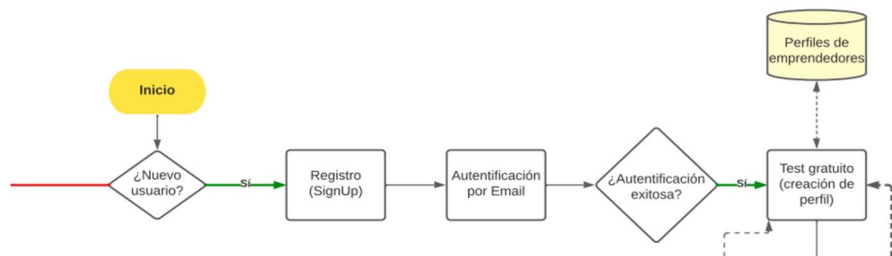 Perfiles de
emprendedores
Inicio
¿Nuevo
usuario?
Sí
Registro
(SignUp)
Autentificación
por Email
¿Autentificación
exitosa?
Sí
Test gratuito
(creación de
perfil)